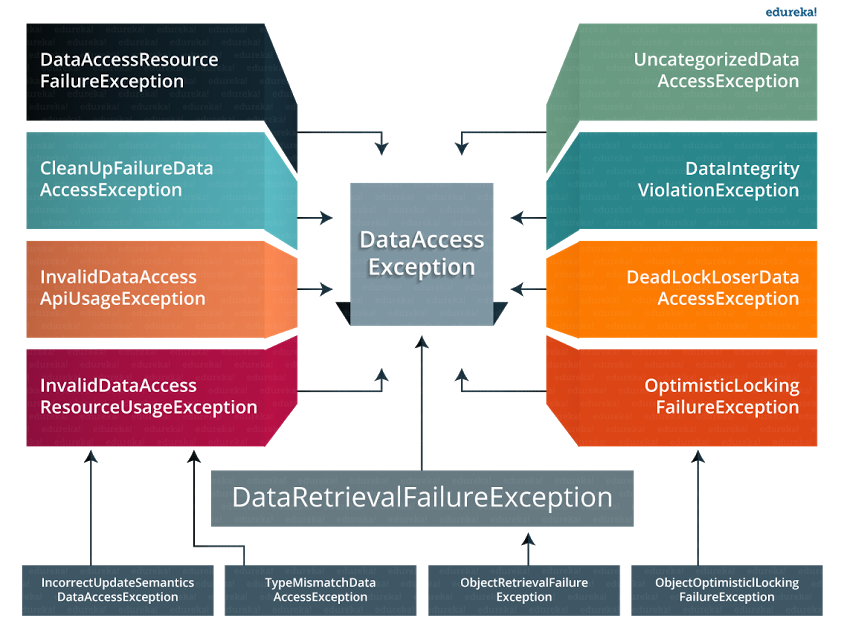 edureka!
DataAccessResource
FailureException
UncategorizedData
AccessException
CleanUpFailureData
AccessException
DataIntegrity
ViolationException
DataAccess
Exception
InvalidDataAccess
ApiUsageException
DeadLockLoserData
AccessException
InvalidDataAccess
ResourceUsageException
OptimisticLocking
FailureException
DataRetrievalFailureException
IncorrectUpdateSemantics
DataAccessException
TypeMismatchData
AccessException
ObjectRetrievalFailure
Exception
ObjectOptimisticlLocking
FailureException